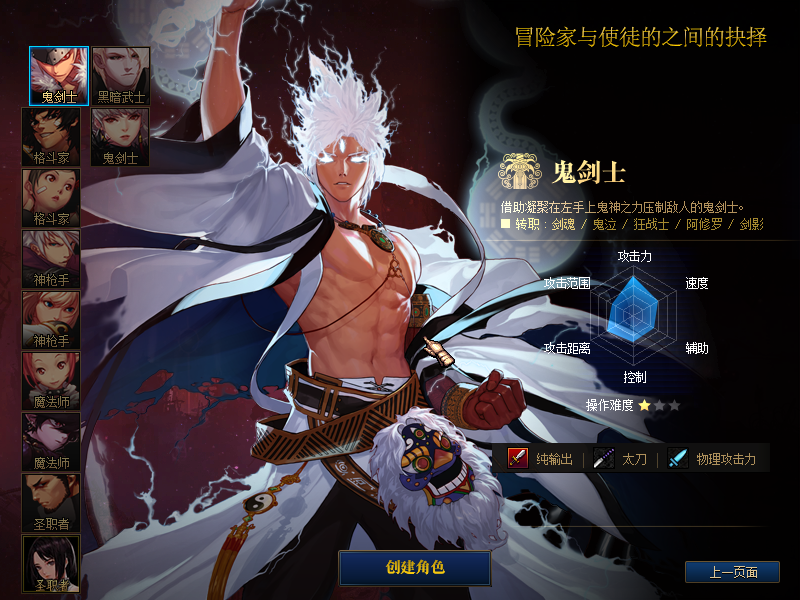 冒险家与使徒的之间的抉择
鬼剑士
黑暗武士
格斗家
鬼剑士
格斗家
神枪手
神枪手
魔法师
魔法师
圣职者
圣职者
鬼剑士
借助凝聚在左手上鬼神之力压制敌人的鬼剑士。
转职：剑魂 / 鬼泣 / 狂战士 / 阿修罗 / 剑影
攻击力
攻击范围
速度
攻击距离
辅助
控制
操作难度
纯输出 | 太刀 | 物理攻击力
创建角色
上一页面